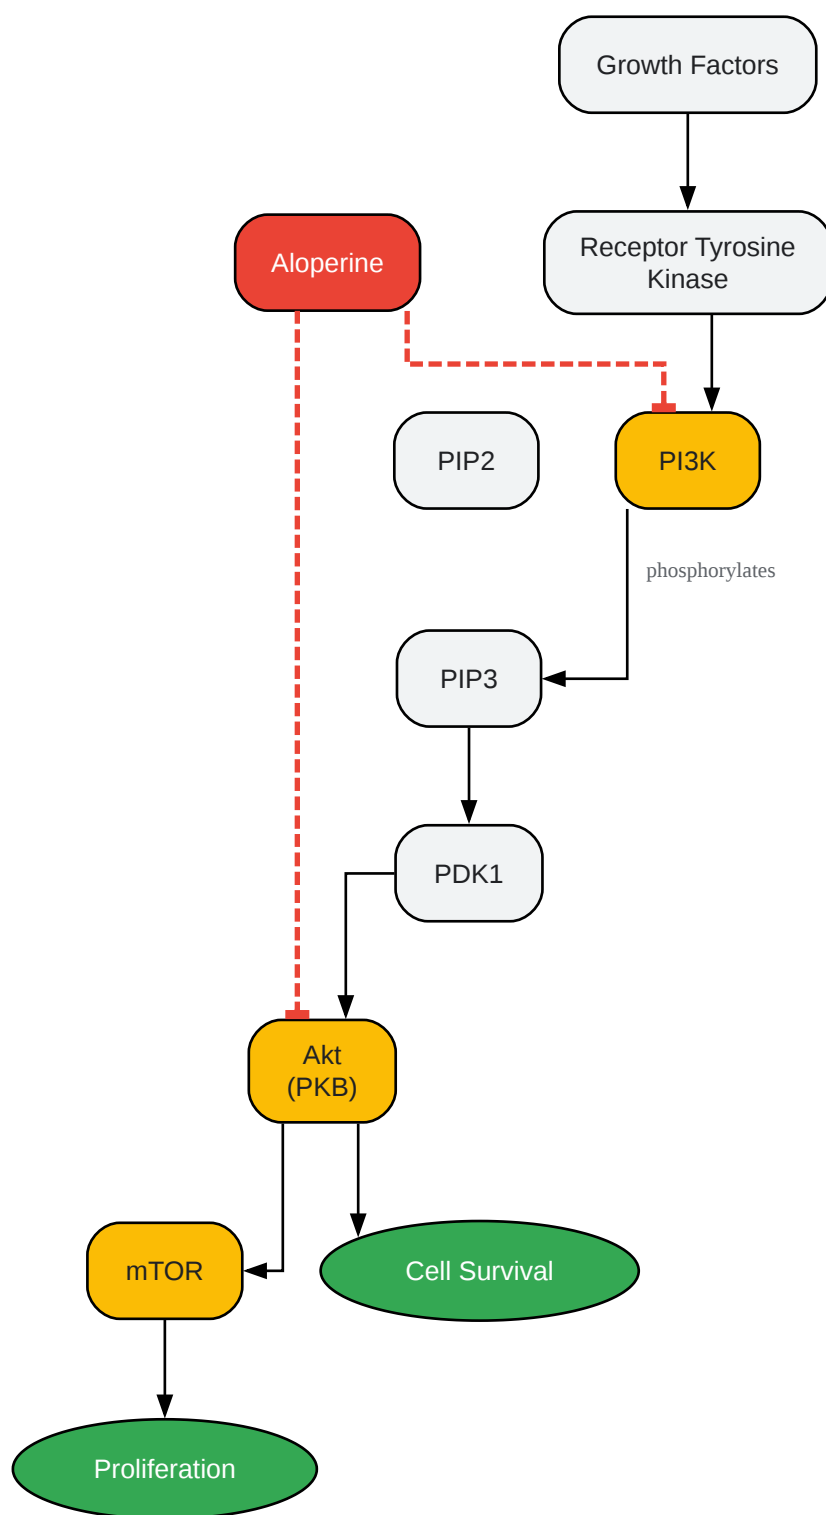 Growth Factors
Receptor Tyrosine
Kinase
Aloperine
PIP2
PI3K
phosphorylates
PIP3
PDK1
Akt
(PKB)
mTOR
Cell Survival
Proliferation